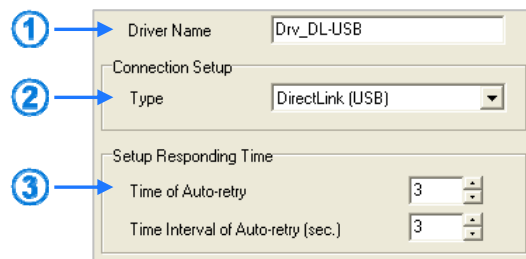 1 Driver Name Drv_DL-USB
Connection Setup
2 Type DirectLink (USB)
Setup Responding Time
3 Time of Auto-retry 3
Time Interval of Auto-retry (sec.) 3